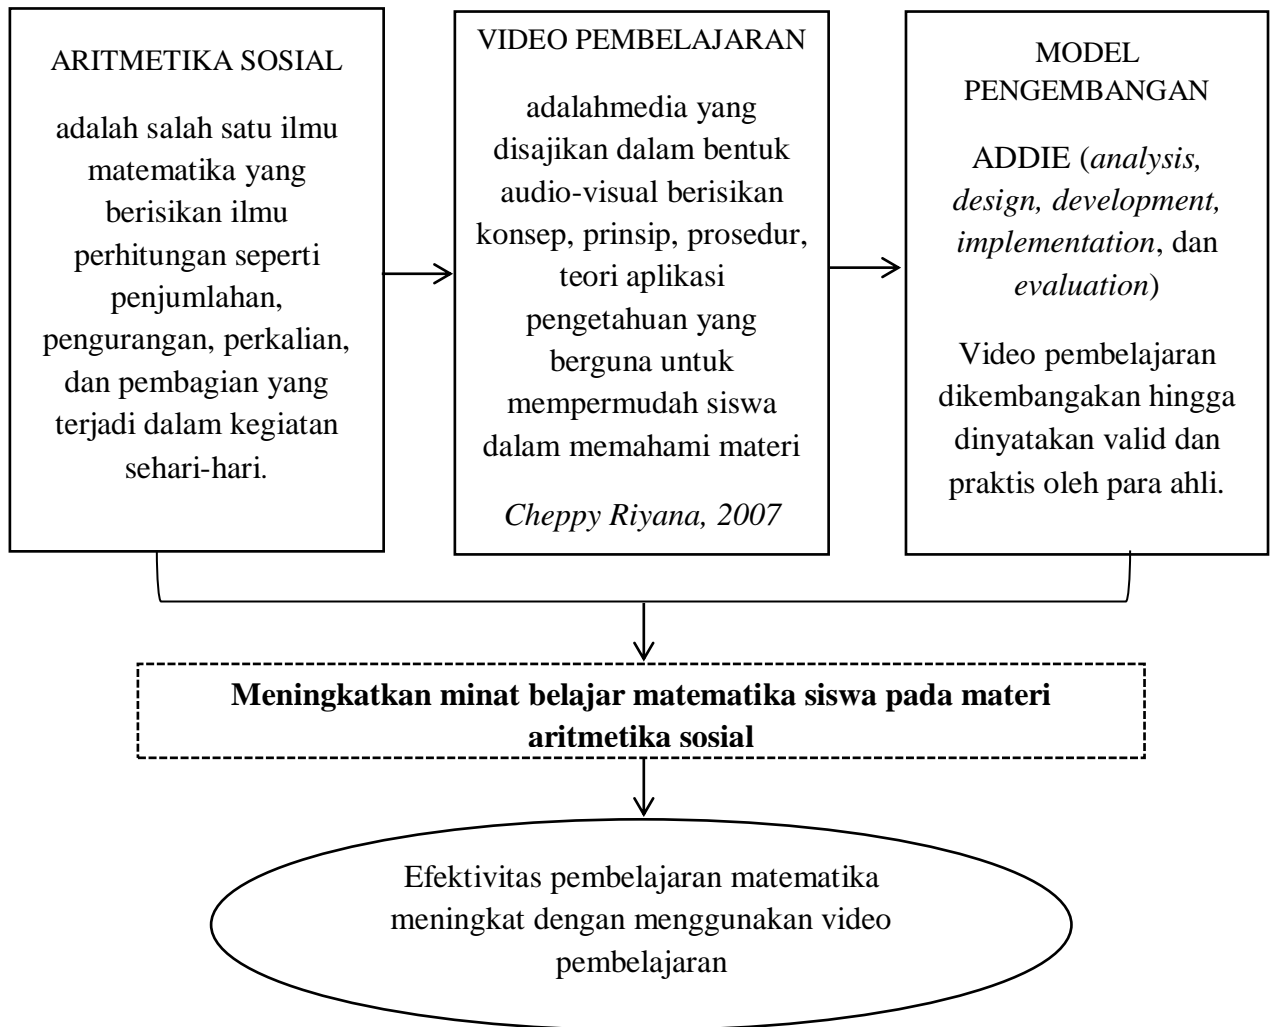 ARITMETIKA SOSIAL
adalah salah satu ilmu
matematika yang
berisikan ilmu
perhitungan seperti
penjumlahan,
pengurangan, perkalian,
dan pembagian yang
terjadi dalam kegiatan
sehari-hari.
VIDEO PEMBELAJARAN
adalahmedia yang
disajikan dalam bentuk
audio-visual berisikan
konsep, prinsip, prosedur,
teori aplikasi
pengetahuan yang
berguna untuk
mempermudah siswa
dalam memahami materi
Cheppy Riyana, 2007
MODEL
PENGEMBANGAN
ADDIE (analysis,
design, development,
implementation, dan
evaluation)
Video pembelajaran
dikembangakan hingga
dinyatakan valid dan
praktis oleh para ahli.
Meningkatkan minat belajar matematika siswa pada materi
aritmetika sosial
Efektivitas pembelajaran matematika
meningkat dengan menggunakan video
pembelajaran